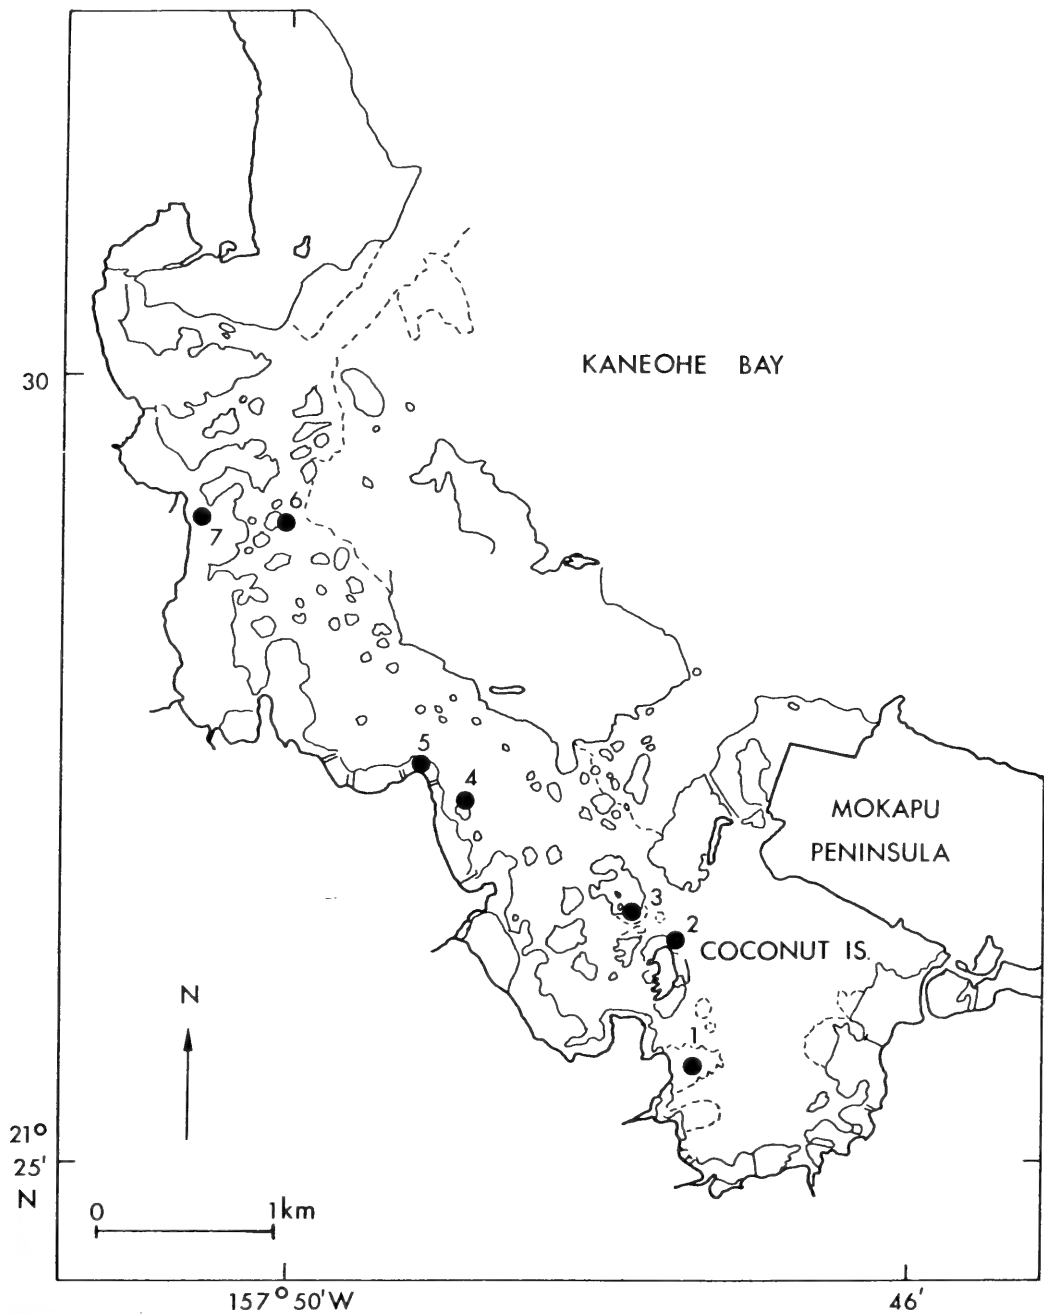 30
KANEOHE BAY
6
7
5
4
MOKAPU
PENINSULA
3
2
COCONUT IS.
N
1
21°
25'
N
0 1km
157° 50'W 46'